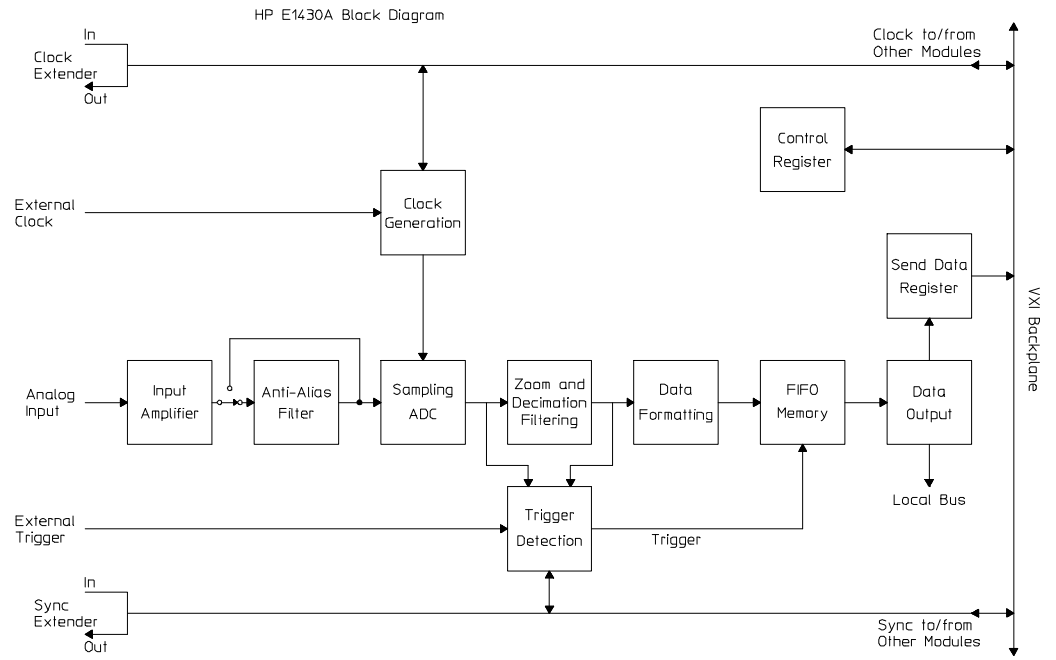 HP E1430A Block Diagram
In
Clock
Extender
Out
Clock to/from
Other Modules
Control
Register
External
Clock
Clock
Generation
Send Data
Register
VXI Backplane
Analog
Input
Input
Amplifier
Anti-Alias
Filter
Sampling
ADC
Zoom and
Decimation
Filtering
Data
Formatting
FIFO
Memory
Data
Output
Local Bus
External
Trigger
Trigger
Detection
Trigger
In
Sync
Extender
Out
Sync to/from
Other Modules